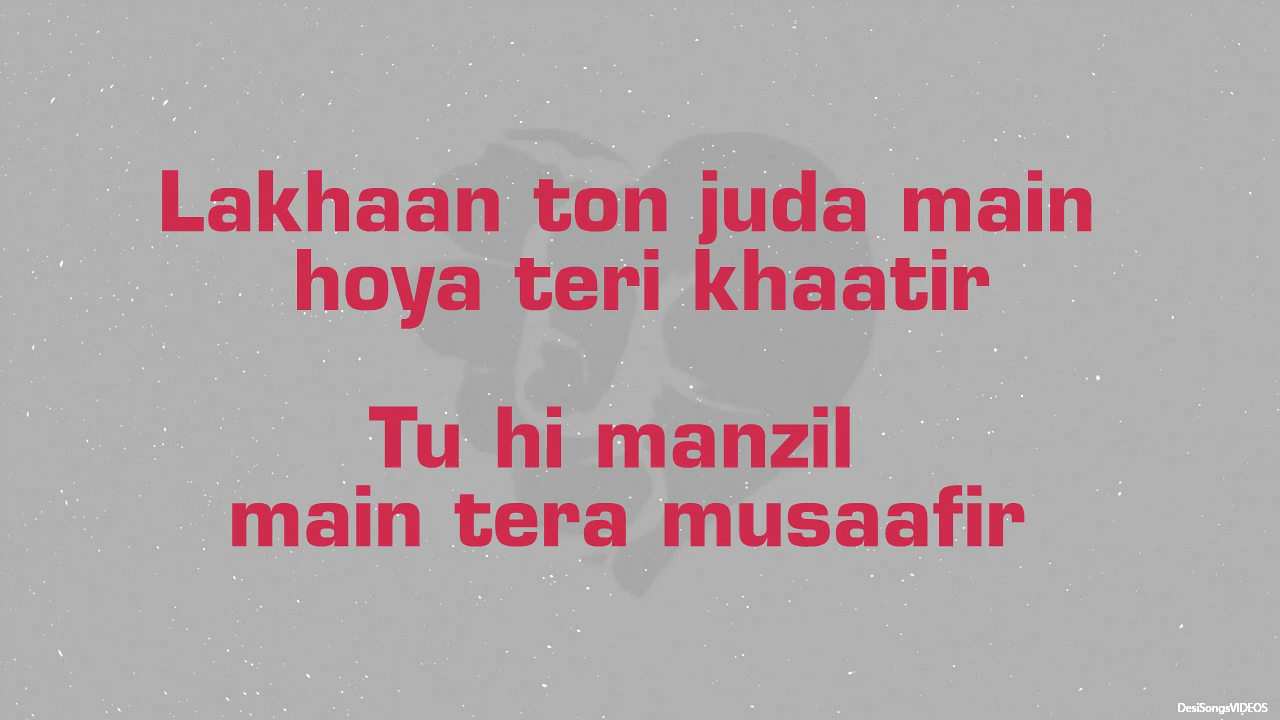 Lakhaan ton juda main
hoya teri khaatir
Tu hi manzil
main tera musaafir
DesiSongsVIDEOS